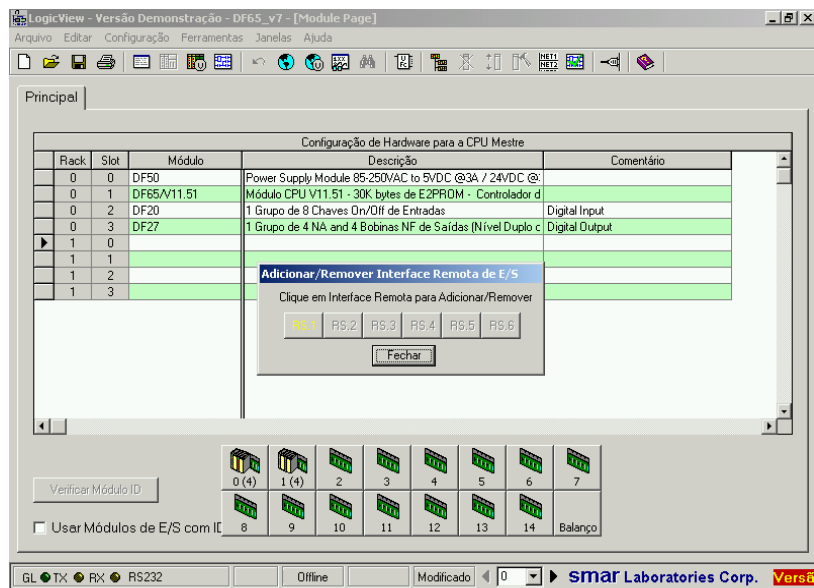 LogicView - Versão Demonstração - DF65_v7 - [Module Page]
Arquivo Editar Configuração Ferramentas Janelas Ajuda
Principal
Configuração de Hardware para a CPU Mestre
Rack Slot Módulo Descrição Comentário
0 0 DF50 Power Supply Module 85-250VAC to 5VDC @3A / 24VDC @:
0 1 DF65/V11.51 Módulo CPU V11.51 - 30K bytes de E2PROM - Controlador d
0 2 DF20 1 Grupo de 8 Chaves On/Off de Entradas Digital Input
0 3 DF27 1 Grupo de 4 NA and 4 Bobinas NF de Saídas (Nível Duplo c Digital Output
1 0
1 1
1 2
1 3
Adicionar/Remover Interface Remota de E/S
Clique em Interface Remota para Adicionar/Remover
RS.1 RS.2 RS.3 RS.4 RS.5 RS.6
Fechar
0 (4) 1 (4) 2 3 4 5 6 7
Verificar Módulo ID
Usar Módulos de E/S com ID
8 9 10 11 12 13 14 Balanço
GL TX RX RS232 Offline Modificado 0 smar Laboratories Corp. Versã